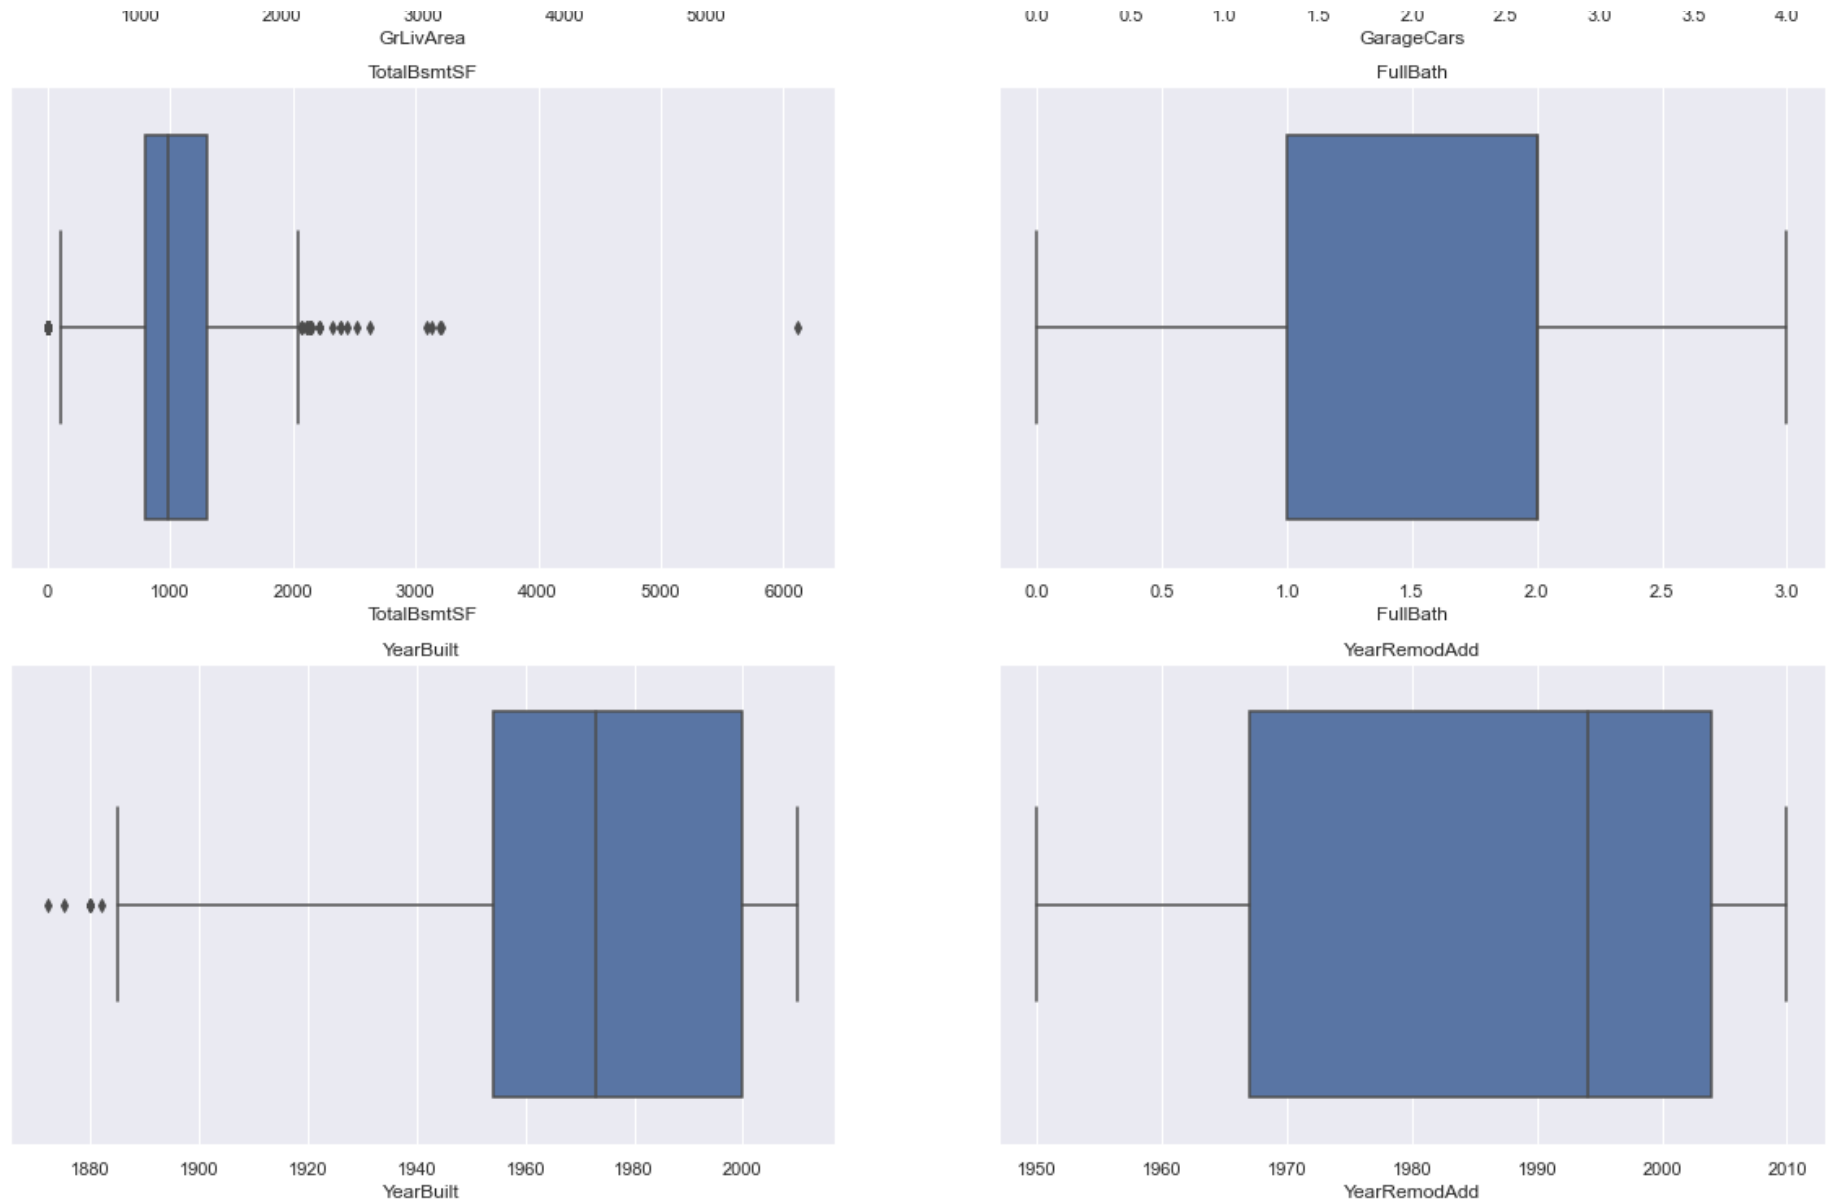 1000 2000 3000 4000 5000
GrLivArea
0.0 0.5 1.0 1.5 2.0 2.5 3.0 3.5 4.0
GarageCars
TotalBsmtSF
0 1000 2000 3000 4000 5000 6000
TotalBsmtSF
FullBath
0.0 0.5 1.0 1.5 2.0 2.5 3.0
FullBath
YearBuilt
1880 1900 1920 1940 1960 1980 2000
YearBuilt
YearRemodAdd
1950 1960 1970 1980 1990 2000 2010
YearRemodAdd